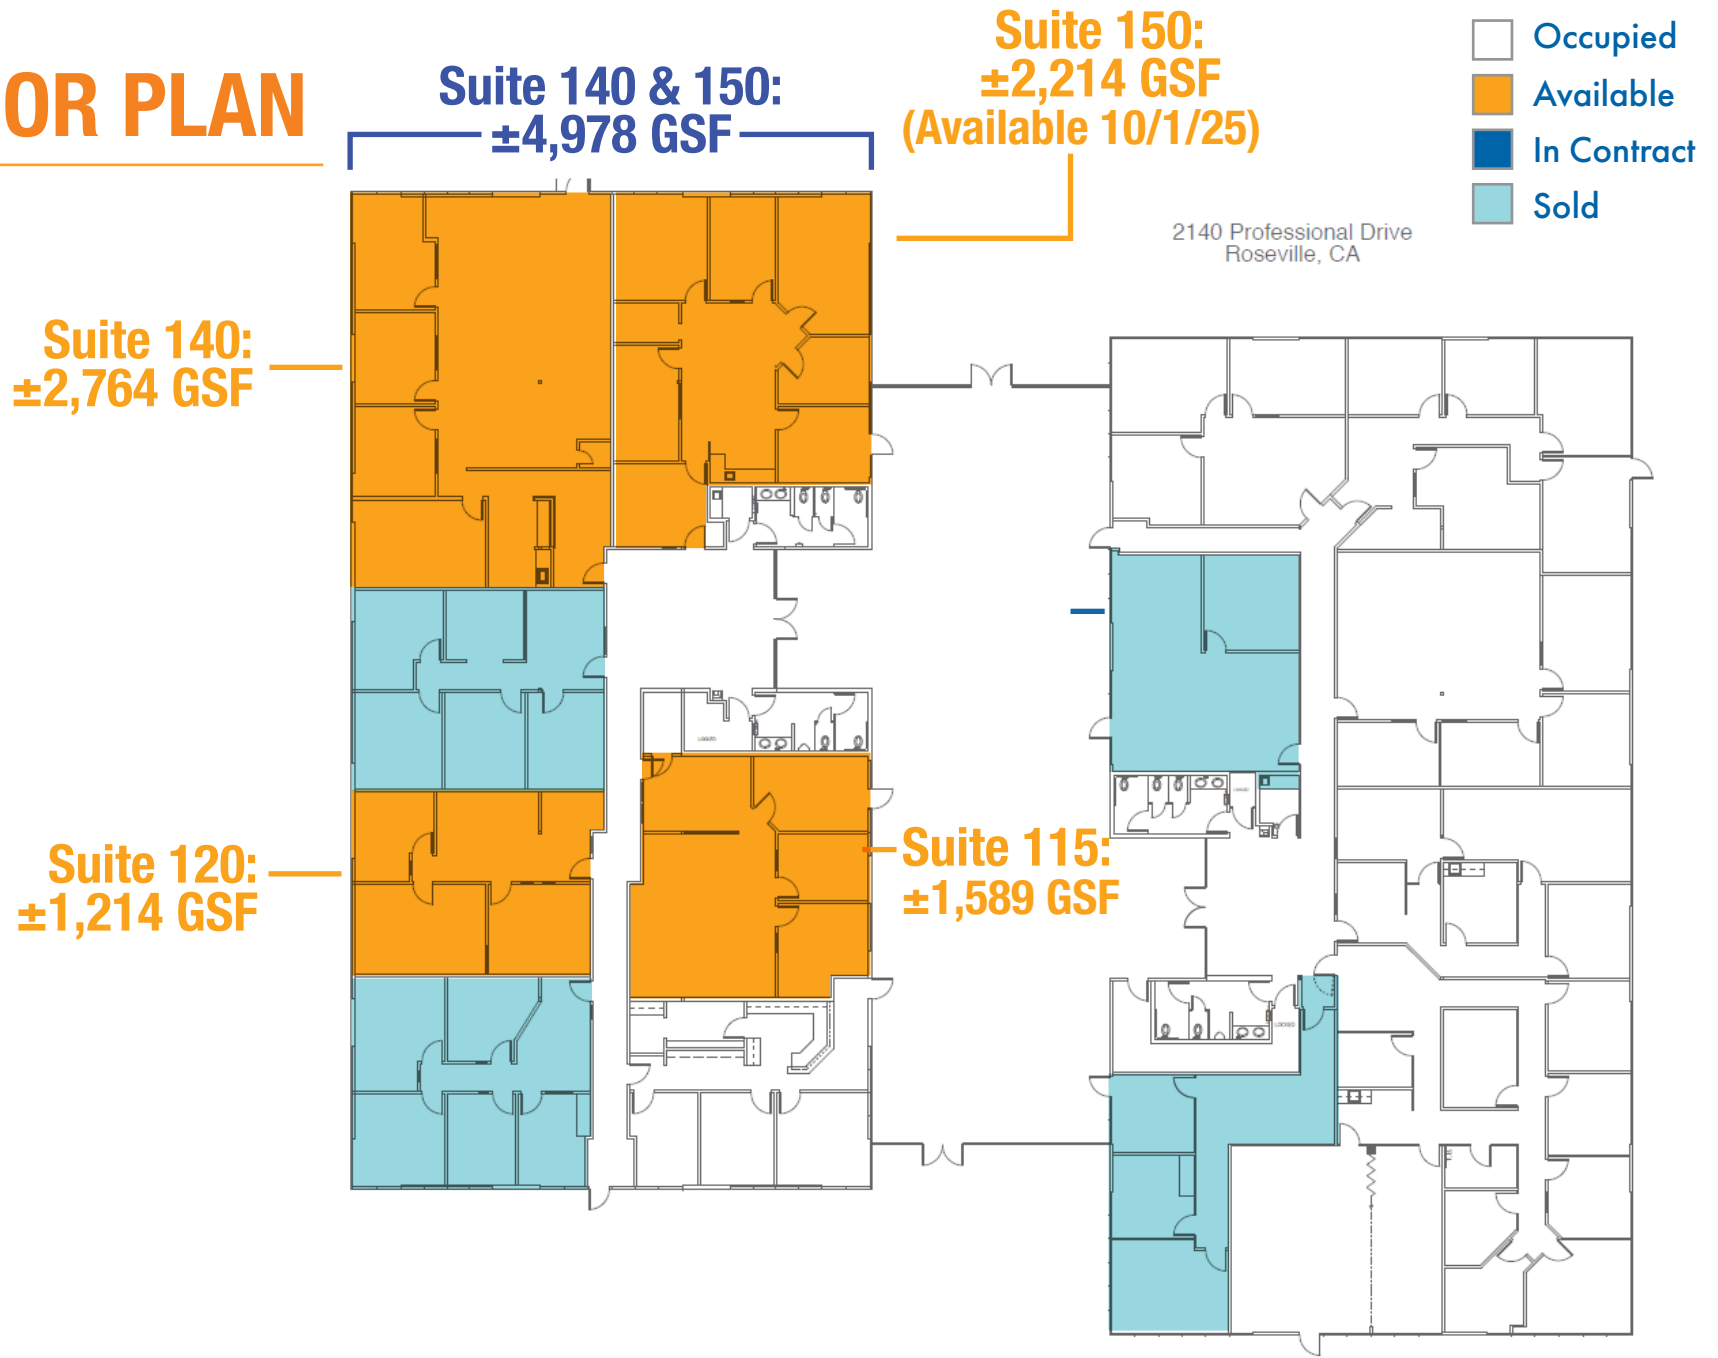 OR PLAN
Suite 140 & 150:
±4,978 GSF
Suite 150:
±2,214 GSF
(Available 10/1/25)
Occupied
Available
In Contract
Sold
2140 Professional Drive
Roseville, CA
Suite 140:
±2,764 GSF
Suite 120:
±1,214 GSF
Suite 115:
±1,589 GSF
LOCKED